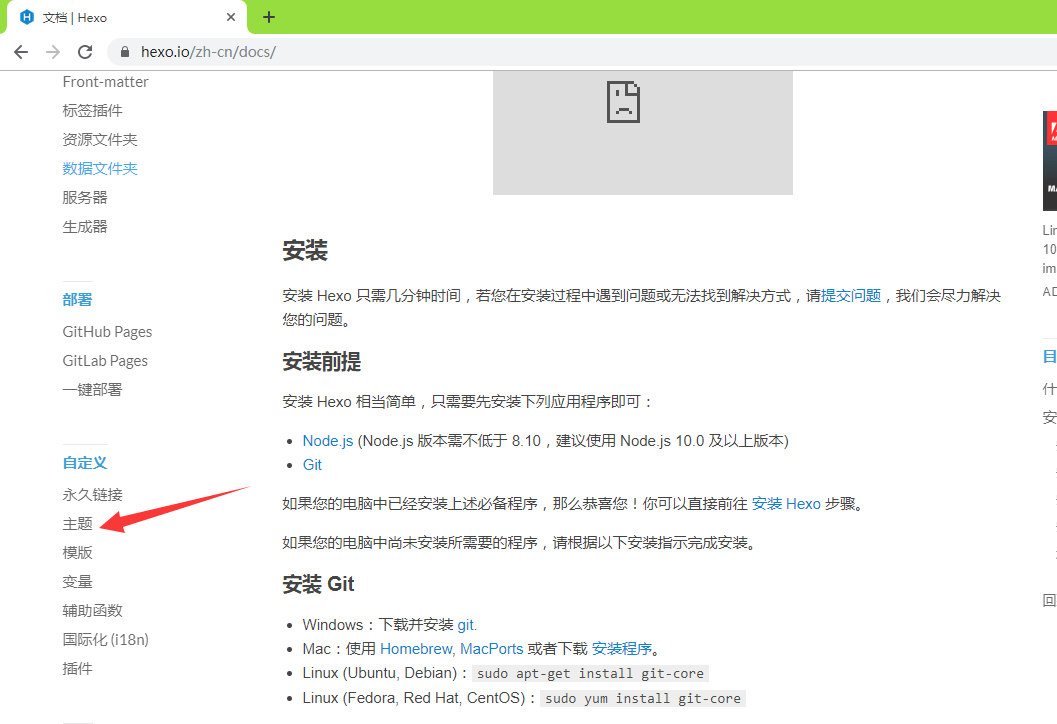 文档 | Hexo
hexo.io/zh-cn/docs/
Front-matter
标签插件
资源文件夹
数据文件夹
服务器
生成器
部署
GitHub Pages
GitLab Pages
一键部署
自定义
永久链接
主题
模版
变量
辅助函数
国际化 (i18n)
插件
安装
安装 Hexo 只需几分钟时间，若您在安装过程中遇到问题或无法找到解决方式，请提交问题，我们会尽力解决
您的问题。
安装前提
安装 Hexo 相当简单，只需要先安装下列应用程序即可：
Node.js (Node.js 版本需不低于 8.10，建议使用 Node.js 10.0 及以上版本)
Git
如果您的电脑中已经安装上述必备程序，那么恭喜您！你可以直接前往 安装 Hexo 步骤。
如果您的电脑中尚未安装所需要的程序，请根据以下安装指示完成安装。
安装 Git
Windows：下载并安装 git.
Mac：使用 Homebrew, MacPorts 或者下载 安装程序。
Linux (Ubuntu, Debian)：sudo apt-get install git-core
Linux (Fedora, Red Hat, CentOS)：sudo yum install git-core
Lin
10
im
AD
目
什
安
回